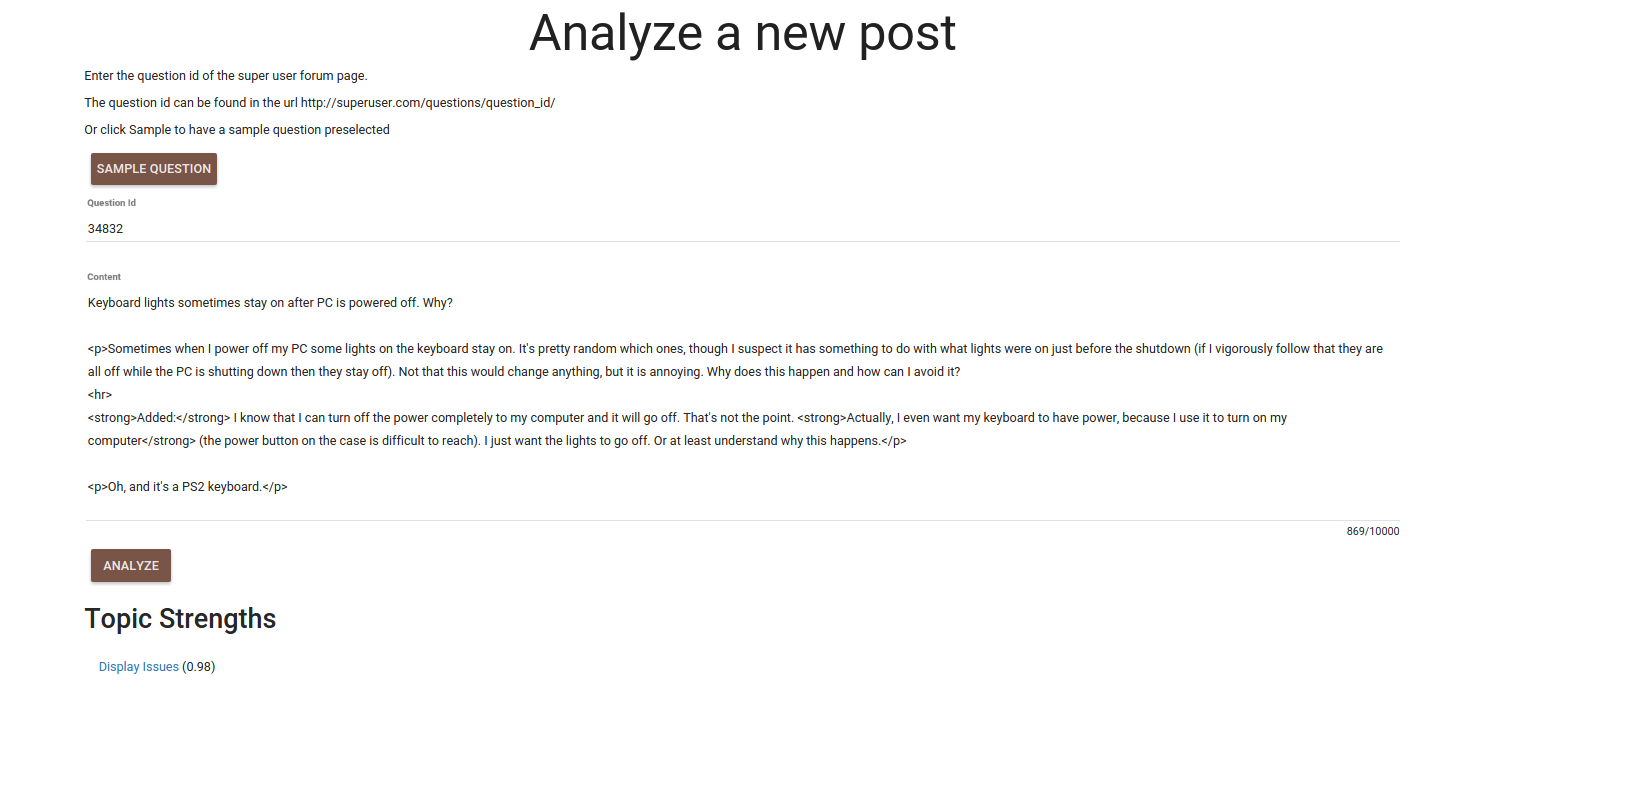 Analyze a new post
Enter the question id of the super user forum page.
The question id can be found in the url http://superuser.com/questions/question_id/
Or click Sample to have a sample question preselected
SAMPLE QUESTION
Question Id
34832
Content
Keyboard lights sometimes stay on after PC is powered off. Why?
<p>Sometimes when I power off my PC some lights on the keyboard stay on. It's pretty random which ones, though I suspect it has something to do with what lights were on just before the shutdown (if I vigorously follow that they are
all off while the PC is shutting down then they stay off). Not that this would change anything, but it is annoying. Why does this happen and how can I avoid it?
<hr>
<strong>Added:</strong> I know that I can turn off the power completely to my computer and it will go off. That's not the point. <strong>Actually, I even want my keyboard to have power, because I use it to turn on my
computer</strong> (the power button on the case is difficult to reach). I just want the lights to go off. Or at least understand why this happens.</p>
<p>Oh, and it's a PS2 keyboard.</p>
869/10000
ANALYZE
Topic Strengths
Display Issues (0.98)